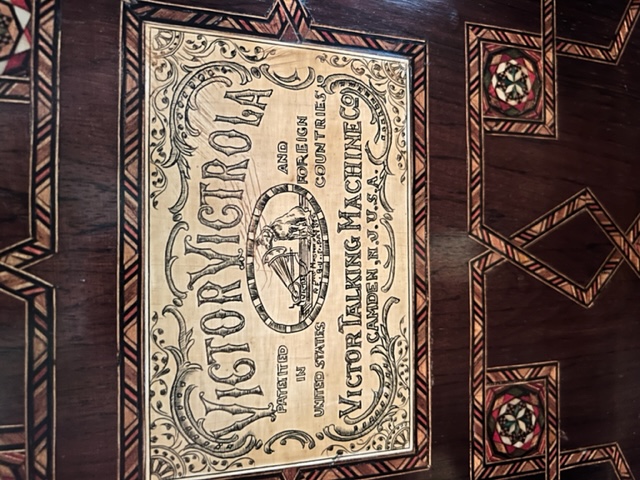 VICTOR VICTROLA
PATENTED
IN
UNITED STATES
AND
FOREIGN
COUNTRIES
VICTOR TALKING MACHINE CO
CAMDEN, N.J. U.S.A.